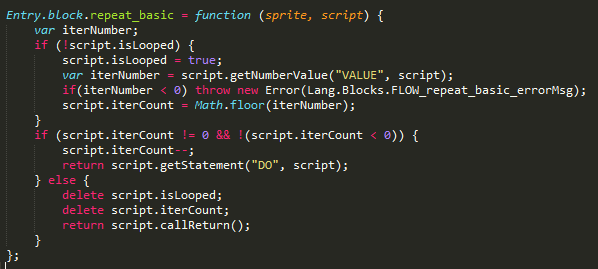 Entry.block.repeat_basic = function (sprite, script) {
    var iterNumber;
    if (!script.isLooped) {
        script.isLooped = true;
        var iterNumber = script.getNumberValue("VALUE", script);
        if(iterNumber < 0) throw new Error(Lang.Blocks.FLOW_repeat_basic_errorMsg);
        script.iterCount = Math.floor(iterNumber);
    }
    if (script.iterCount != 0 && !(script.iterCount < 0)) {
        script.iterCount--;
        return script.getStatement("DO", script);
    } else {
        delete script.isLooped;
        delete script.iterCount;
        return script.callReturn();
    }
};